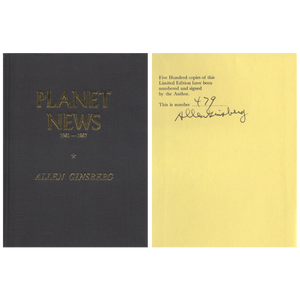 PLANET
NEWS
1961–1967
ALLEN GINSBERG
Five Hundred copies of this
Limited Edition have been
numbered and signed
by the Author.
This is number 479
Allen Ginsberg